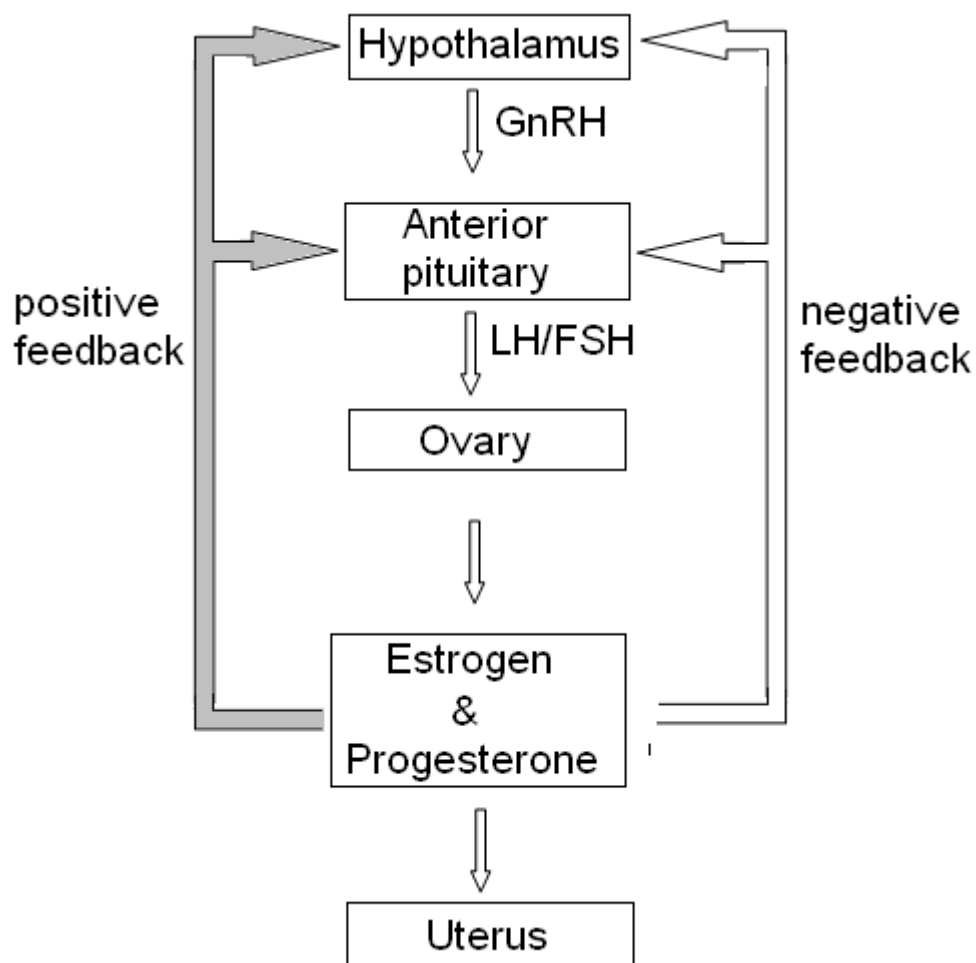 Hypothalamus
GnRH
Anterior
pituitary
positive
feedback
negative
feedback
LH/FSH
Ovary
Estrogen
&
Progesterone
Uterus